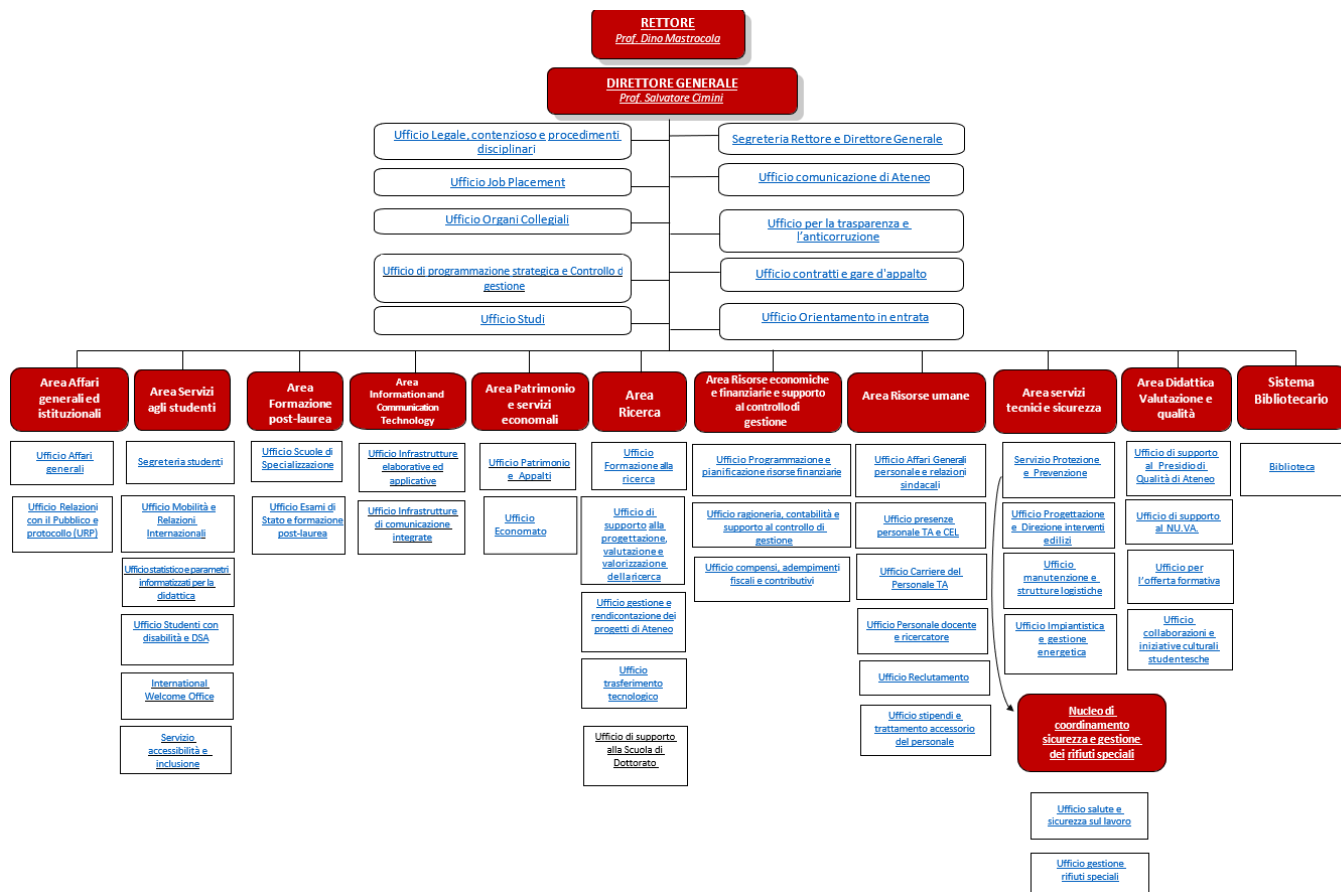 RETTORE
Prof. Dino Mastrocola
DIRETTORE GENERALE
Prof. Salvatore Cimini
Ufficio Legale, contenzioso e procedimenti
disciplinari
Segreteria Rettore e Direttore Generale
Ufficio Job Placement
Ufficio comunicazione di Ateneo
Ufficio Organi Collegiali
Ufficio per la trasparenza e
l'anticorruzione
Ufficio di programmazione strategica e Controllo d
gestione
Ufficio contratti e gare d'appalto
Ufficio Studi
Ufficio Orientamento in entrata
Area Affari
generali ed
istituzionali
Ufficio Affari
generali
Ufficio Relazioni
con il Pubblico e
protocollo (URP)
Area Servizi
agli studenti
Segreteria studenti
Ufficio Mobilità e
Relazioni
Internazionali
Ufficio statistico e parametri
informatizzati per la
didattica
Ufficio Studenti con
disabilità e DSA
International
Welcome Office
Servizio
accessibilità e
inclusione
Area
Formazione
post-laurea
Ufficio Scuole di
Specializzazione
Ufficio Esami di
Stato e formazione
post-laurea
Area
Information and
Communication
Technology
Ufficio Infrastrutture
elaborative ed
applicative
Ufficio Infrastrutture
di comunicazione
integrate
Area Patrimonio
e servizi
economali
Ufficio Patrimonio
e Appalti
Ufficio
Economato
Area
Ricerca
Ufficio
Formazione alla
ricerca
Ufficio di
supporto alla
progettazione,
valutazione e
valorizzazione
della ricerca
Ufficio gestione e
rendicontazione dei
progetti di Ateneo
Ufficio
trasferimento
tecnologico
Ufficio di supporto
alla Scuola di
Dottorato
Area Risorse economiche
e finanziarie e supporto
al controllo di
gestione
Ufficio Programmazione e
pianificazione risorse finanziarie
Ufficio ragioneria, contabilità e
supporto al controllo di
gestione
Ufficio compensi, adempimenti
fiscali e contributivi
Area Risorse umane
Ufficio Affari Generali
personale e relazioni
sindacali
Ufficio presenze
personale TA e CEL
Ufficio Carriere del
Personale TA
Ufficio Personale docente
e ricercatore
Ufficio Reclutamento
Ufficio stipendi e
trattamento accessorio
del personale
Area servizi
tecnici e sicurezza
Servizio Protezione
e Prevenzione
Ufficio Progettazione
e Direzione interventi
edilizi
Ufficio
manutenzione e
strutture logistiche
Ufficio Impiantistica
e gestione
energetica
Nucleo di
coordinamento
sicurezza e gestione
dei rifiuti speciali
Ufficio salute e
sicurezza sul lavoro
Ufficio gestione
rifiuti speciali
Area Didattica
Valutazione e
qualità
Ufficio di supporto
al Presidio di
Qualità di Ateneo
Ufficio di supporto
al NU.VA.
Ufficio per
l'offerta formativa
Ufficio
collaborazioni e
iniziative culturali
studentesche
Sistema
Bibliotecario
Biblioteca